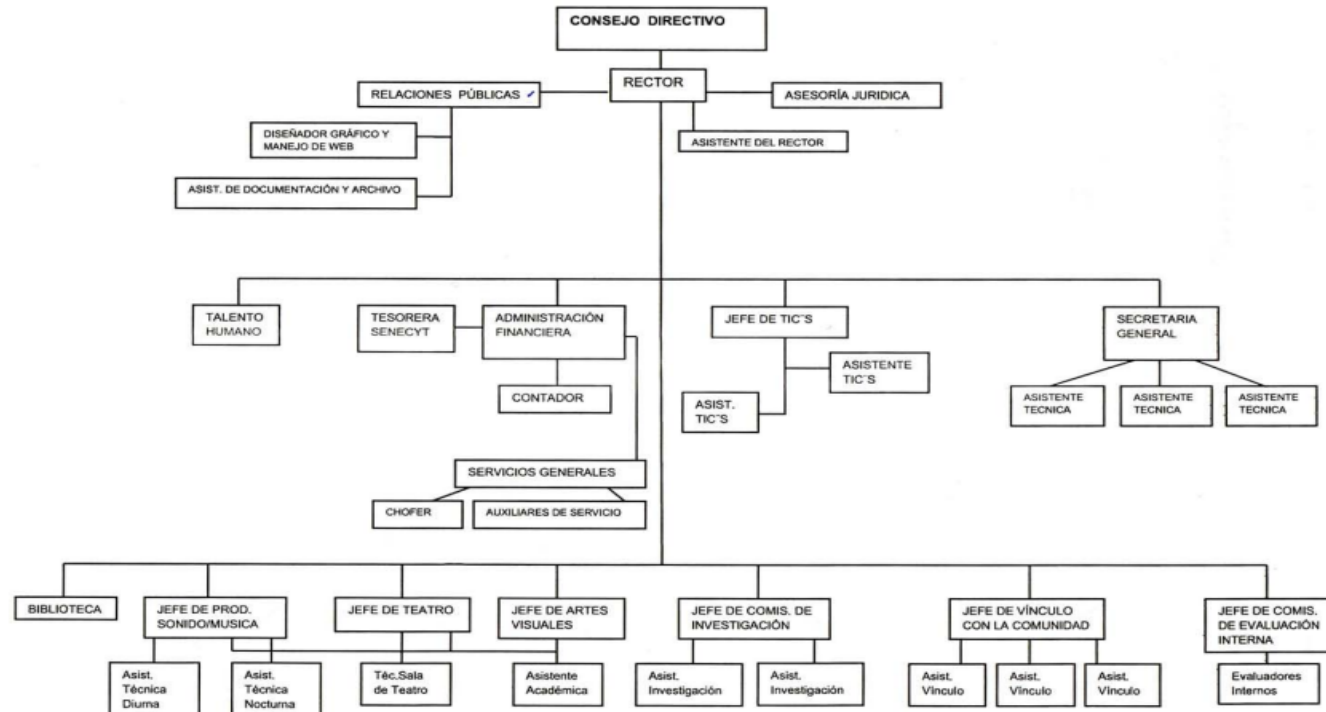 CONSEJO DIRECTIVO
RECTOR
RELACIONES PÚBLICAS
ASESORÍA JURIDICA
DISEÑADOR GRÁFICO Y
MANEJO DE WEB
ASISTENTE DEL RECTOR
ASIST. DE DOCUMENTACIÓN Y ARCHIVO
TALENTO
HUMANO
TESORERA
SENECYT
ADMINISTRACIÓN
FINANCIERA
JEFE DE TIC¨S
SECRETARIA
GENERAL
ASISTENTE
TIC¨S
CONTADOR
ASIST.
TIC¨S
ASISTENTE
TECNICA
ASISTENTE
TECNICA
ASISTENTE
TECNICA
SERVICIOS GENERALES
CHOFER
AUXILIARES DE SERVICIO
BIBLIOTECA
JEFE DE PROD.
SONIDO/MUSICA
JEFE DE TEATRO
JEFE DE ARTES
VISUALES
JEFE DE COMIS. DE
INVESTIGACIÓN
JEFE DE VÍNCULO
CON LA COMUNIDAD
JEFE DE COMIS.
DE EVALUACIÓN
INTERNA
Asist.
Técnica
Diurna
Asist.
Técnica
Nocturna
Téc.Sala
de Teatro
Asistente
Académica
Asist.
Investigación
Asist.
Investigación
Asist.
Vínculo
Asist.
Vínculo
Asist.
Vínculo
Evaluadores
Internos